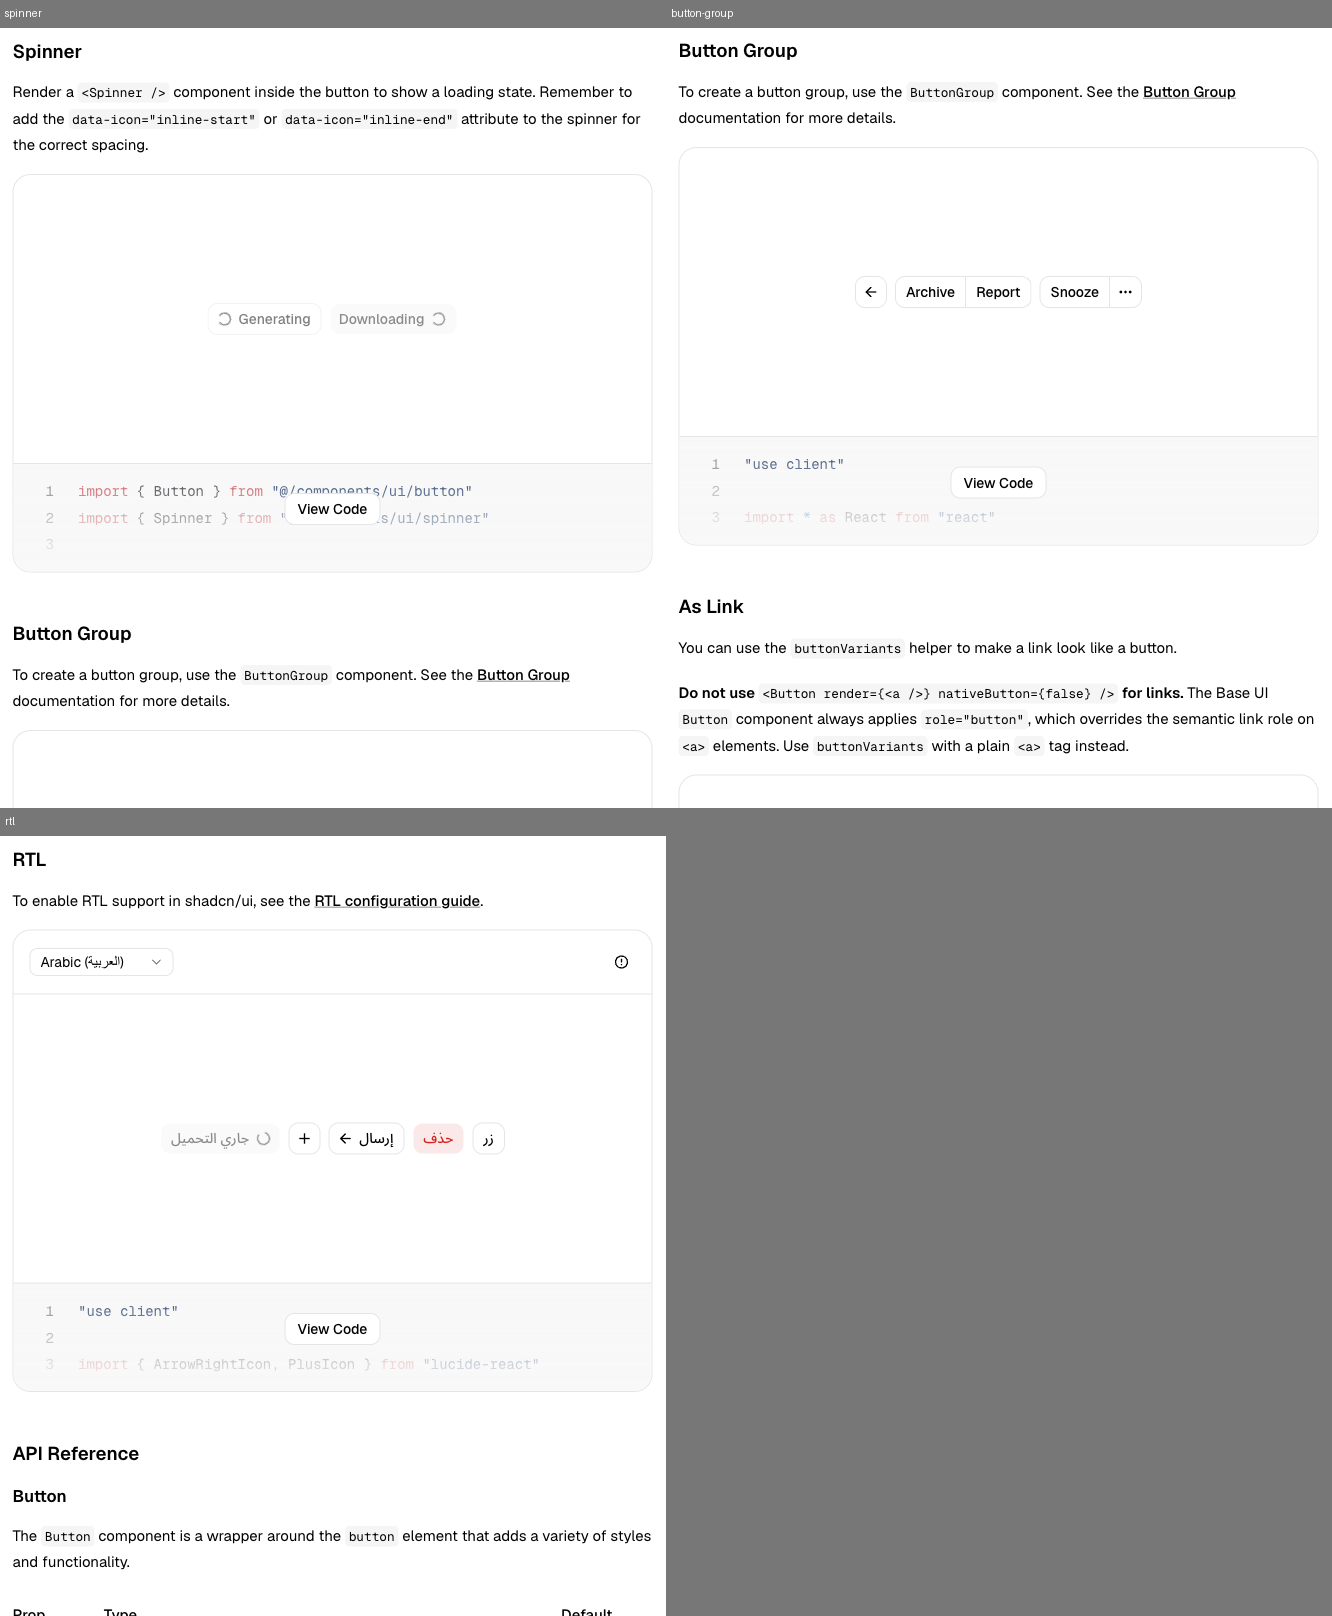 spinner
Spinner
Render a <Spinner /> component inside the button to show a loading state. Remember to
add the data-icon="inline-start" or data-icon="inline-end" attribute to the spinner for
the correct spacing.
Generating
Downloading
1 import { Button } from "@/components/ui/button"
2 import { Spinner } from " s/ui/spinner"
3
View Code
Button Group
To create a button group, use the ButtonGroup component. See the Button Group
documentation for more details.
button-group
Button Group
To create a button group, use the ButtonGroup component. See the Button Group
documentation for more details.
Archive
Report
Snooze
1 "use client"
2
3 import * as React from "react"
View Code
As Link
You can use the buttonVariants helper to make a link look like a button.
Do not use <Button render={<a />} nativeButton={false} /> for links. The Base UI
Button component always applies role="button", which overrides the semantic link role on
<a> elements. Use buttonVariants with a plain <a> tag instead.
rtl
RTL
To enable RTL support in shadcn/ui, see the RTL configuration guide.
Arabic (العربية)
زر
حذف
إرسال
جاري التحميل
1 "use client"
2
3 import { ArrowRightIcon, PlusIcon } from "lucide-react"
View Code
API Reference
Button
The Button component is a wrapper around the button element that adds a variety of styles
and functionality.
Prop Type Default